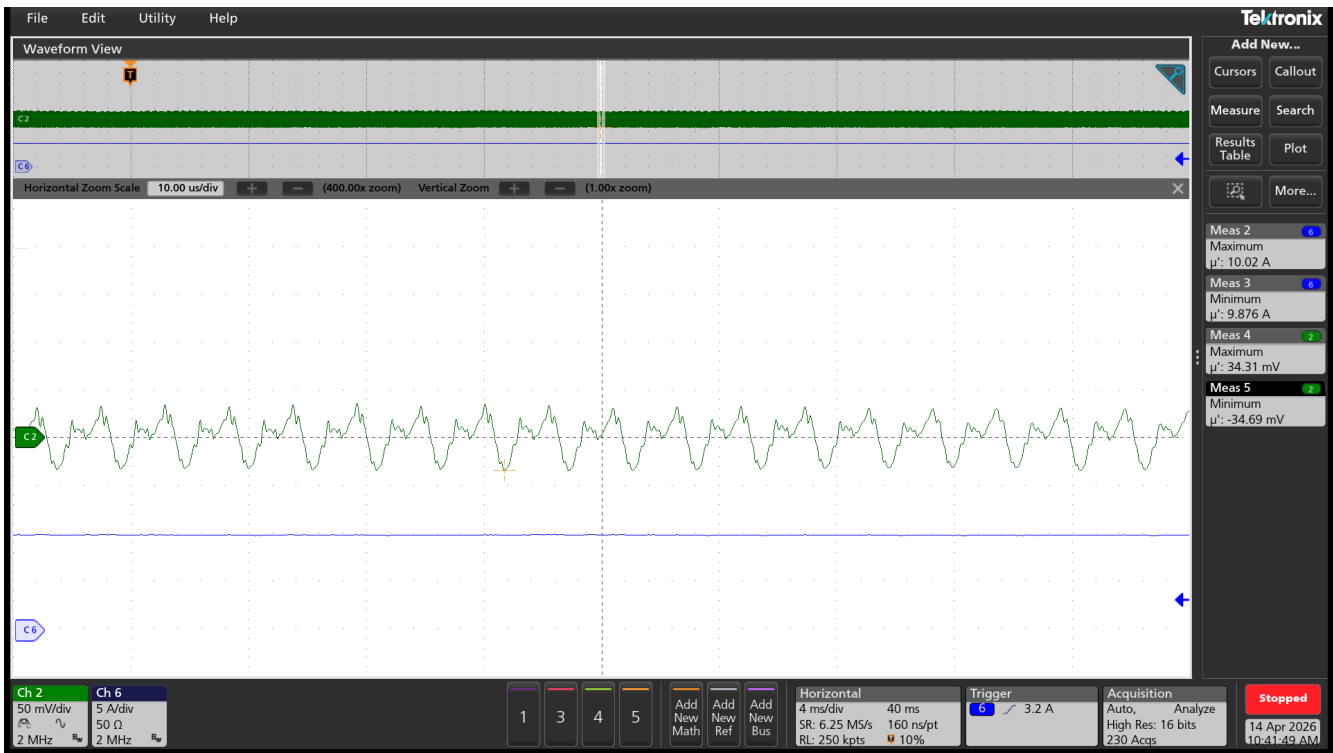 File Edit Utility Help
Tektronix
Waveform View
Add New...
T
Cursors Callout
C2
Measure Search
Results Table Plot
C6
Horizontal Zoom Scale 10.00 us/div + − (400.00x zoom) Vertical Zoom + − (1.00x zoom)
More...
Meas 2 6
Maximum
µ': 10.02 A
Meas 3 6
Minimum
µ': 9.876 A
Meas 4 2
Maximum
µ': 34.31 mV
Meas 5 2
Minimum
µ': -34.69 mV
C2
C6
Ch 2
50 mV/div
2 MHz Bw
Ch 6
5 A/div
50 Ω
2 MHz Bw
1 3 4 5
Add New Math
Add New Ref
Add New Bus
Horizontal
4 ms/div 40 ms
SR: 6.25 MS/s 160 ns/pt
RL: 250 kpts T 10%
Trigger
6 3.2 A
Acquisition
Auto, Analyze
High Res: 16 bits
230 Acqs
Stopped
14 Apr 2026
10:41:49 AM